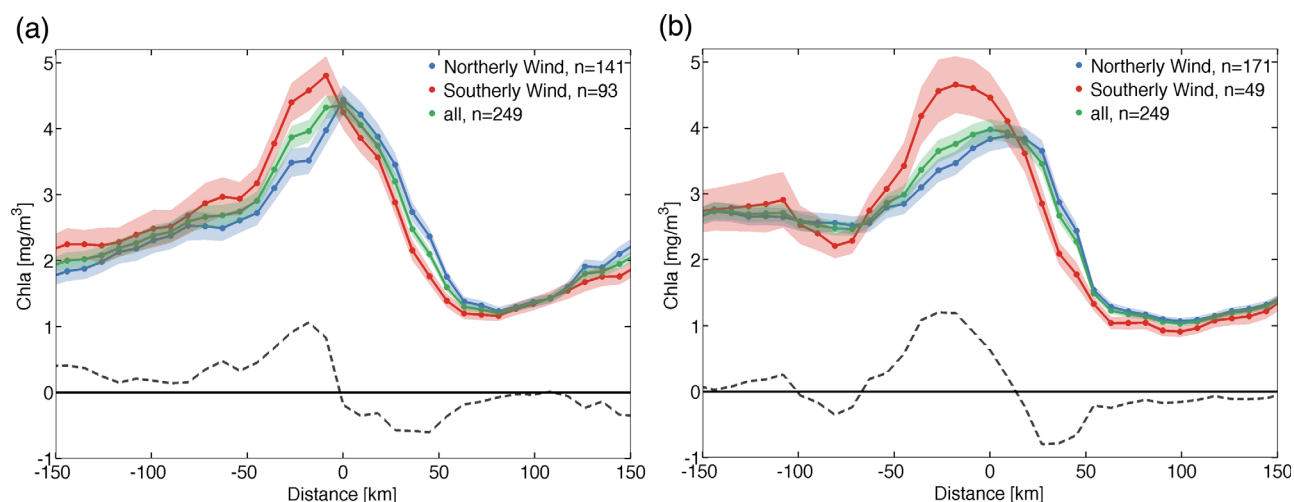 (a)
Northerly Wind, n=141
Southerly Wind, n=93
all, n=249
5
4
3
2
1
0
-1
Chla [mg/m³]
-150 -100 -50 0 50 100 150
Distance [km]
(b)
Northerly Wind, n=171
Southerly Wind, n=49
all, n=249
5
4
3
2
1
0
-1
Chla [mg/m³]
-150 -100 -50 0 50 100 150
Distance [km]